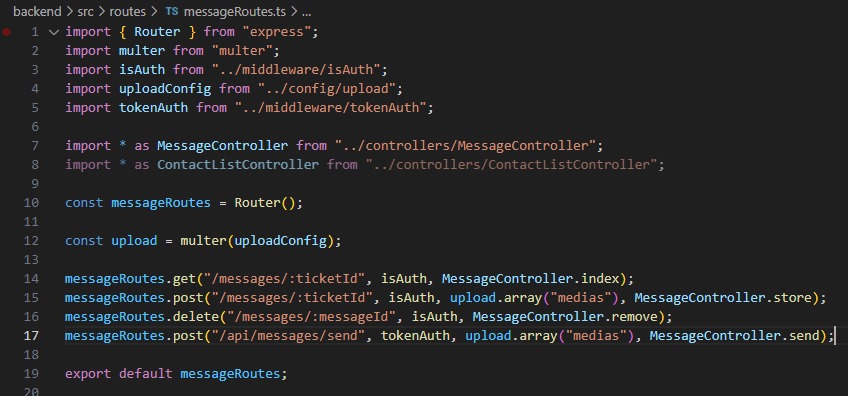 backend > src > routes > TS messageRoutes.ts > ...
1 import { Router } from "express";
2 import multer from "multer";
3 import isAuth from "../middleware/isAuth";
4 import uploadConfig from "../config/upload";
5 import tokenAuth from "../middleware/tokenAuth";
6
7 import * as MessageController from "../controllers/MessageController";
8 import * as ContactListController from "../controllers/ContactListController";
9
10 const messageRoutes = Router();
11
12 const upload = multer(uploadConfig);
13
14 messageRoutes.get("/messages/:ticketId", isAuth, MessageController.index);
15 messageRoutes.post("/messages/:ticketId", isAuth, upload.array("medias"), MessageController.store);
16 messageRoutes.delete("/messages/:messageId", isAuth, MessageController.remove);
17 messageRoutes.post("/api/messages/send", tokenAuth, upload.array("medias"), MessageController.send);
18
19 export default messageRoutes;
20